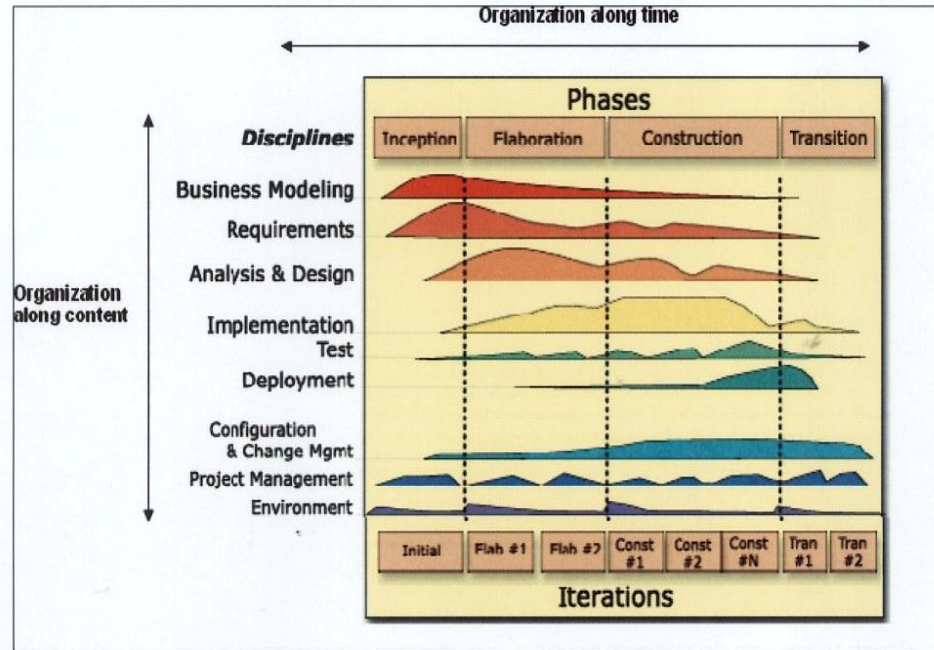 Organization along time
Phases
Disciplines
Inception
Elaboration
Construction
Transition
Business Modeling
Requirements
Analysis & Design
Organization
along content
Implementation
Test
Deployment
Configuration
& Change Mgmt
Project Management
Environment
Initial
Elab #1
Elab #2
Const
#1
Const
#2
Const
#N
Tran
#1
Tran
#2
Iterations